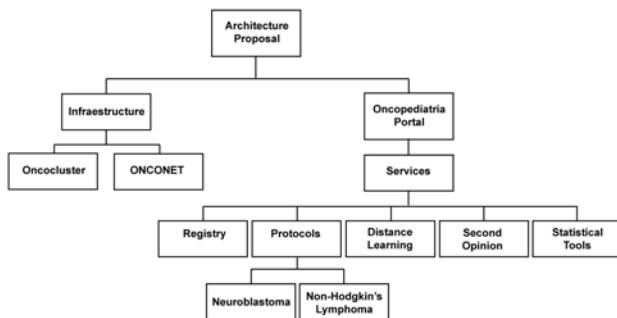 Architecture
Proposal
Infraestructure
Oncopediatria
Portal
Oncocluster
ONCONET
Services
Registry
Protocols
Distance
Learning
Second
Opinion
Statistical
Tools
Neuroblastoma
Non-Hodgkin's
Lymphoma